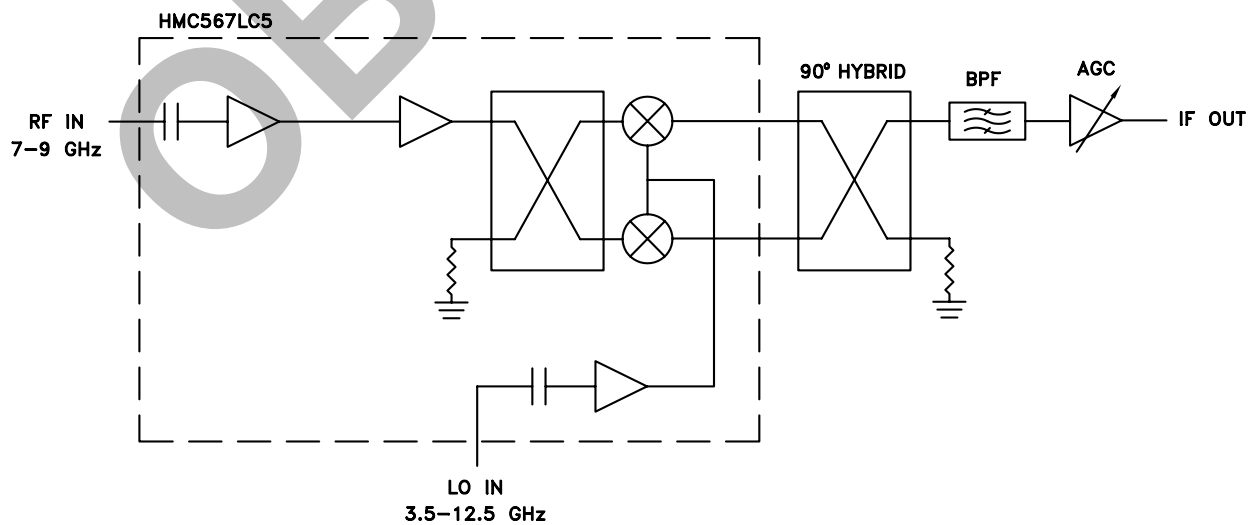 HMC567LC5
90° HYBRID
BPF
AGC
RF IN
7–9 GHz
IF OUT
LO IN
3.5–12.5 GHz